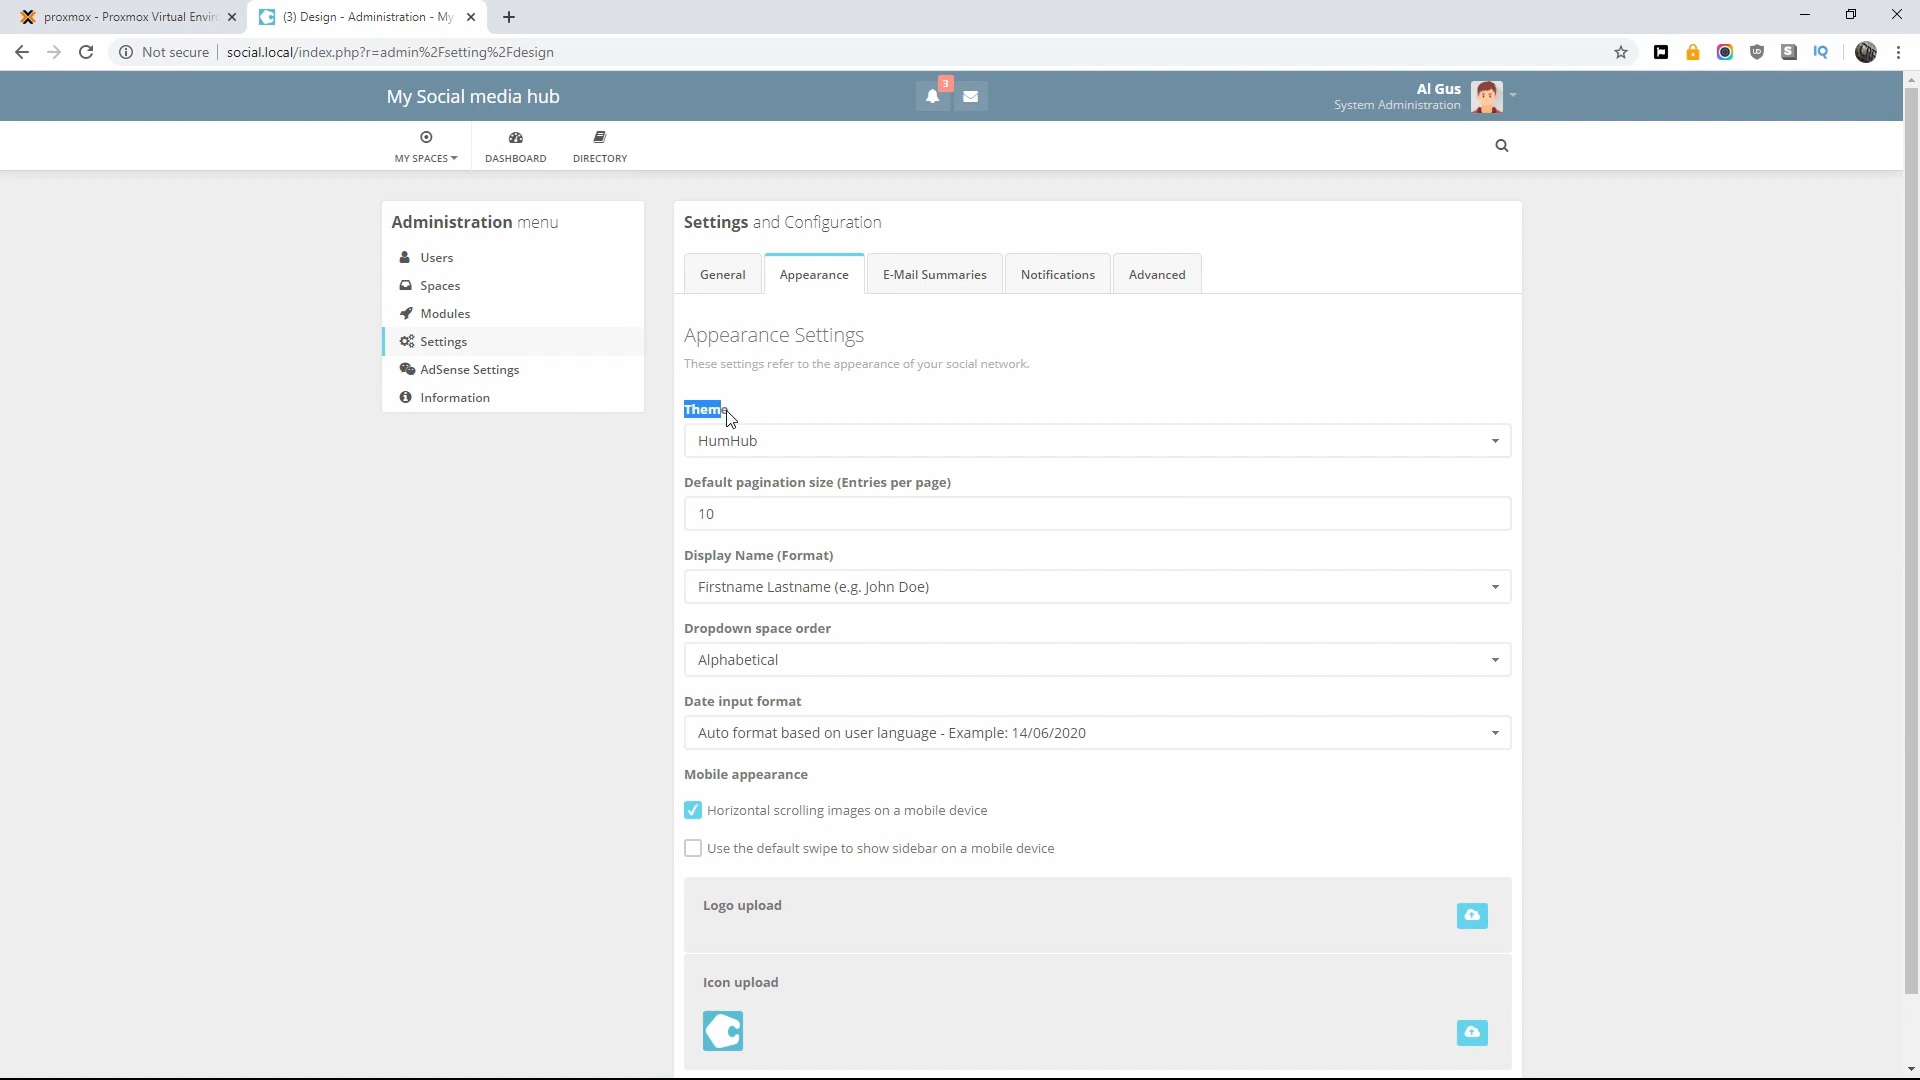 proxmox - Proxmox Virtual Envir
(3) Design - Administration - My
Not secure
social.local/index.php?r=admin%2Fsetting%2Fdesign
My Social media hub
3
Al Gus
System Administration
MY SPACES
DASHBOARD
DIRECTORY
Administration menu
Users
Spaces
Modules
Settings
AdSense Settings
Information
Settings and Configuration
General
Appearance
E-Mail Summaries
Notifications
Advanced
Appearance Settings
These settings refer to the appearance of your social network.
Theme
HumHub
Default pagination size (Entries per page)
10
Display Name (Format)
Firstname Lastname (e.g. John Doe)
Dropdown space order
Alphabetical
Date input format
Auto format based on user language - Example: 14/06/2020
Mobile appearance
Horizontal scrolling images on a mobile device
Use the default swipe to show sidebar on a mobile device
Logo upload
Icon upload